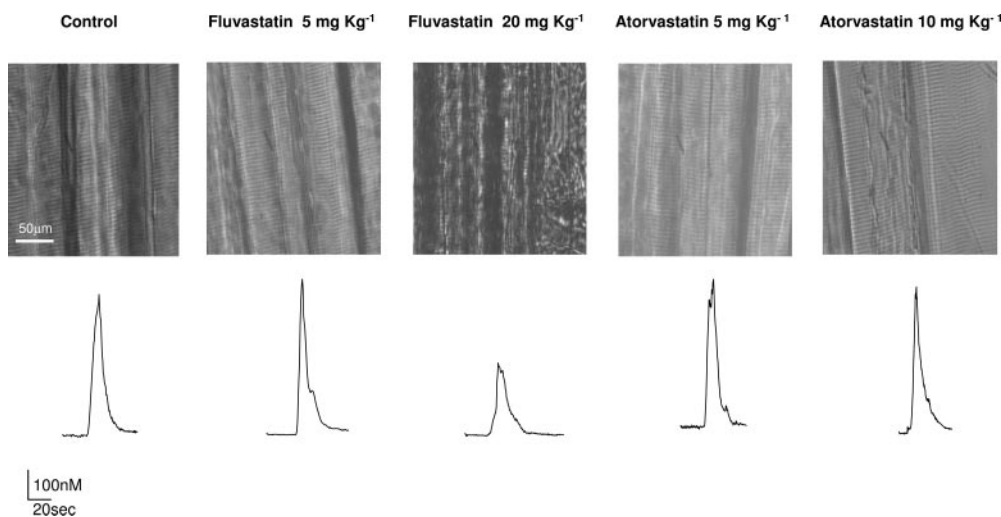 Control
Fluvastatin 5 mg Kg-1
Fluvastatin 20 mg Kg-1
Atorvastatin 5 mg Kg-1
Atorvastatin 10 mg Kg-1
50μm
100nM
20sec